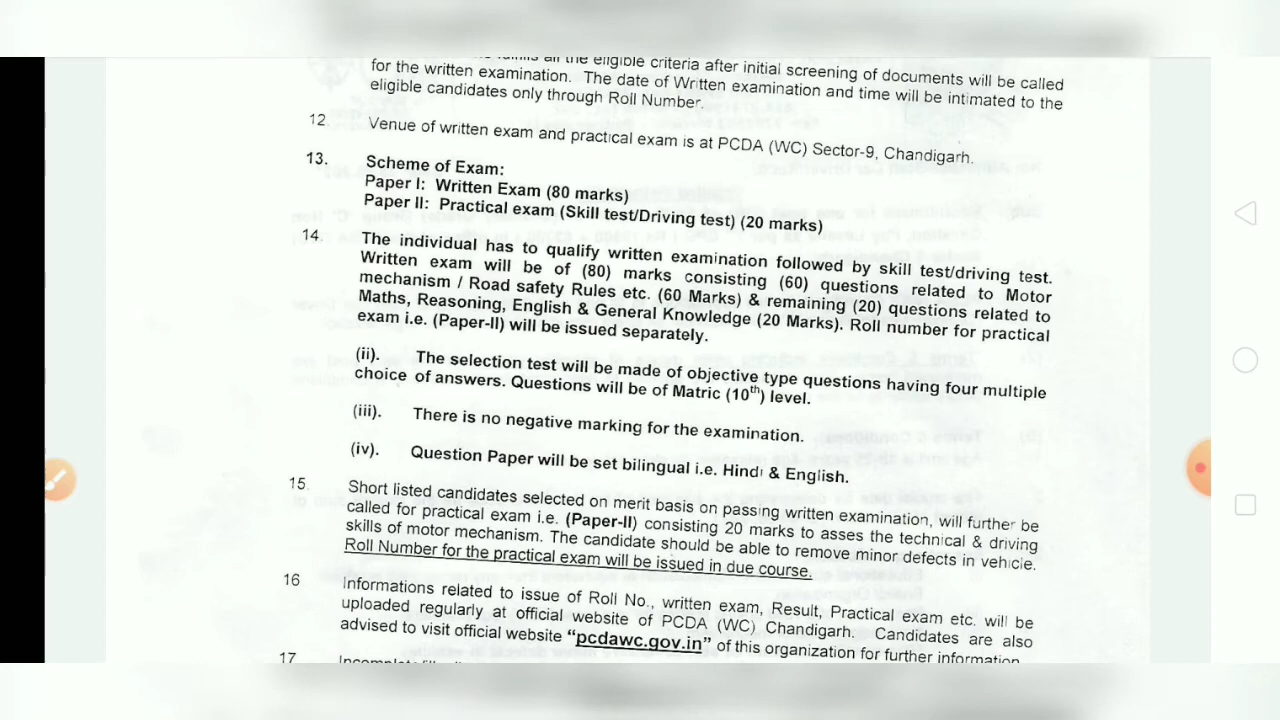 all the eligible criteria after initial screening of documents will be called
for the written examination. The date of Written examination and time will be intimated to the
eligible candidates only through Roll Number.
12. Venue of written exam and practical exam is at PCDA (WC) Sector-9, Chandigarh.
13. Scheme of Exam:
Paper I: Written Exam (80 marks)
Paper II: Practical exam (Skill test/Driving test) (20 marks)
14. The individual has to qualify written examination followed by skill test/driving test.
Written exam will be of (80) marks consisting (60) questions related to Motor
mechanism / Road safety Rules etc. (60 Marks) & remaining (20) questions related to
Maths, Reasoning, English & General Knowledge (20 Marks). Roll number for practical
exam i.e. (Paper-II) will be issued separately.
(ii). The selection test will be made of objective type questions having four multiple
choice of answers. Questions will be of Matric (10th) level.
(iii). There is no negative marking for the examination.
(iv). Question Paper will be set bilingual i.e. Hindi & English.
15. Short listed candidates selected on merit basis on passing written examination, will further be
called for practical exam i.e. (Paper-II) consisting 20 marks to asses the technical & driving
skills of motor mechanism. The candidate should be able to remove minor defects in vehicle.
Roll Number for the practical exam will be issued in due course.
16 Informations related to issue of Roll No., written exam, Result, Practical exam etc. will be
uploaded regularly at official website of PCDA (WC) Chandigarh. Candidates are also
advised to visit official website "pcdawc.gov.in" of this organization for further information
17